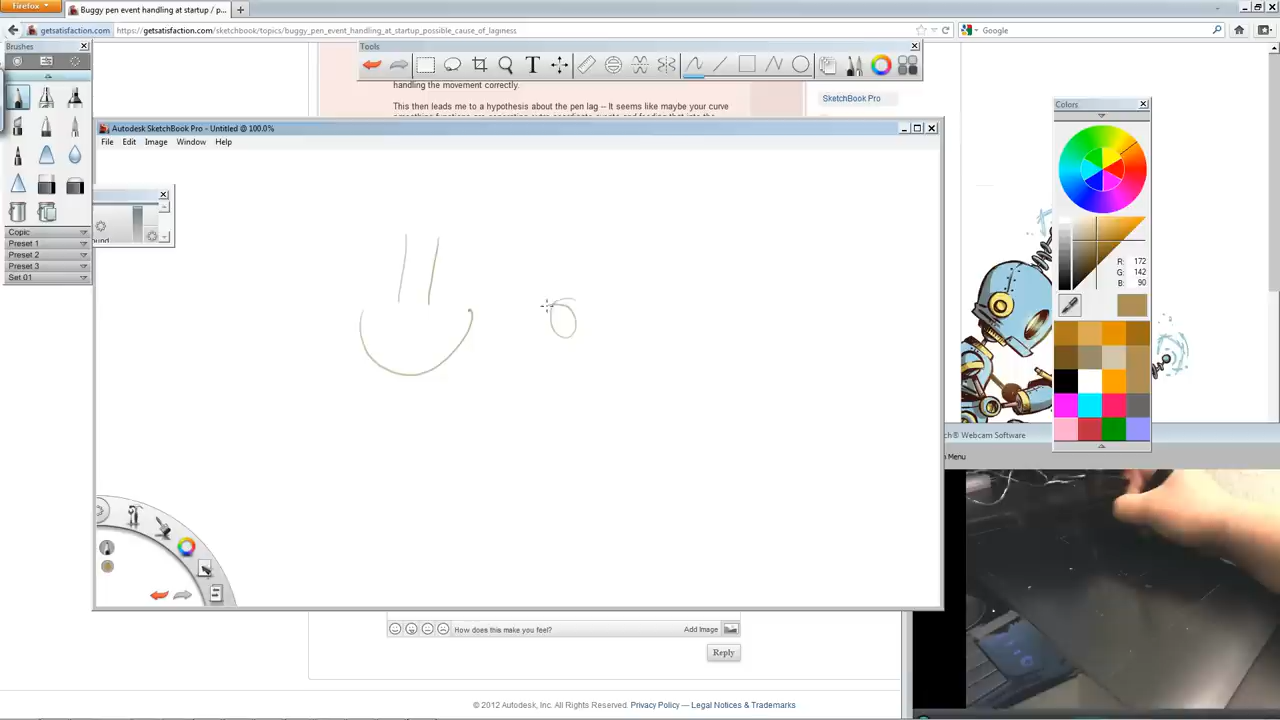 Firefox
Buggy pen event handling at startup / p...
getsatisfaction.com
https://getsatisfaction.com/sketchbook/topics/buggy_pen_event_handling_at_startup_possible_cause_of_lagness
Google
Brushes
Tools
T
handling the movement correctly.
This then leads me to a hypothesis about the pen lag -- It seems like maybe your curve
SketchBook Pro
Colors
Autodesk SketchBook Pro - Untitled @ 100.0%
File Edit Image Window Help
Copic
Preset 1
Preset 2
Preset 3
Set 01
R: 172
G: 142
B: 90
ch® Webcam Software
Menu
How does this make you feel?
Add Image
Reply
© 2012 Autodesk, Inc. All Rights Reserved. Privacy Policy — Legal Notices & Trademarks